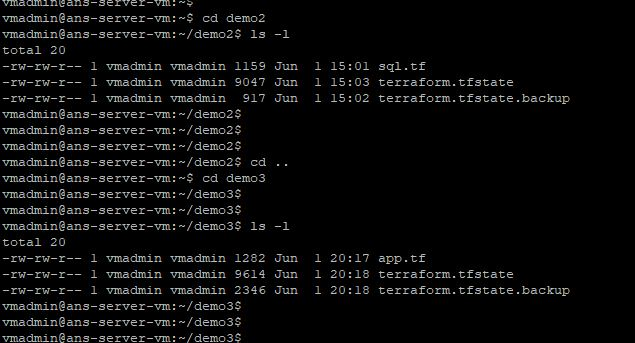 vmadmin@ans-server-vm:~$
vmadmin@ans-server-vm:~$ cd demo2
vmadmin@ans-server-vm:~/demo2$ ls -l
total 20
-rw-rw-r-- 1 vmadmin vmadmin 1159 Jun  1 15:01 sql.tf
-rw-rw-r-- 1 vmadmin vmadmin 9047 Jun  1 15:03 terraform.tfstate
-rw-rw-r-- 1 vmadmin vmadmin  917 Jun  1 15:02 terraform.tfstate.backup
vmadmin@ans-server-vm:~/demo2$
vmadmin@ans-server-vm:~/demo2$
vmadmin@ans-server-vm:~/demo2$
vmadmin@ans-server-vm:~/demo2$ cd ..
vmadmin@ans-server-vm:~$ cd demo3
vmadmin@ans-server-vm:~/demo3$
vmadmin@ans-server-vm:~/demo3$
vmadmin@ans-server-vm:~/demo3$ ls -l
total 20
-rw-rw-r-- 1 vmadmin vmadmin 1282 Jun  1 20:17 app.tf
-rw-rw-r-- 1 vmadmin vmadmin 9614 Jun  1 20:18 terraform.tfstate
-rw-rw-r-- 1 vmadmin vmadmin 2346 Jun  1 20:18 terraform.tfstate.backup
vmadmin@ans-server-vm:~/demo3$
vmadmin@ans-server-vm:~/demo3$
vmadmin@ans-server-vm:~/demo3$